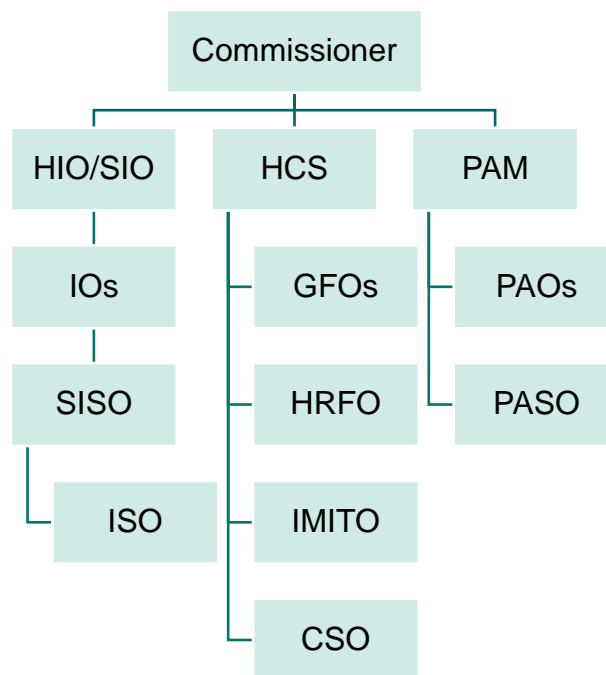 Commissioner
HIO/SIO
HCS
PAM
IOs
GFOs
PAOs
SISO
HRFO
PASO
ISO
IMITO
CSO